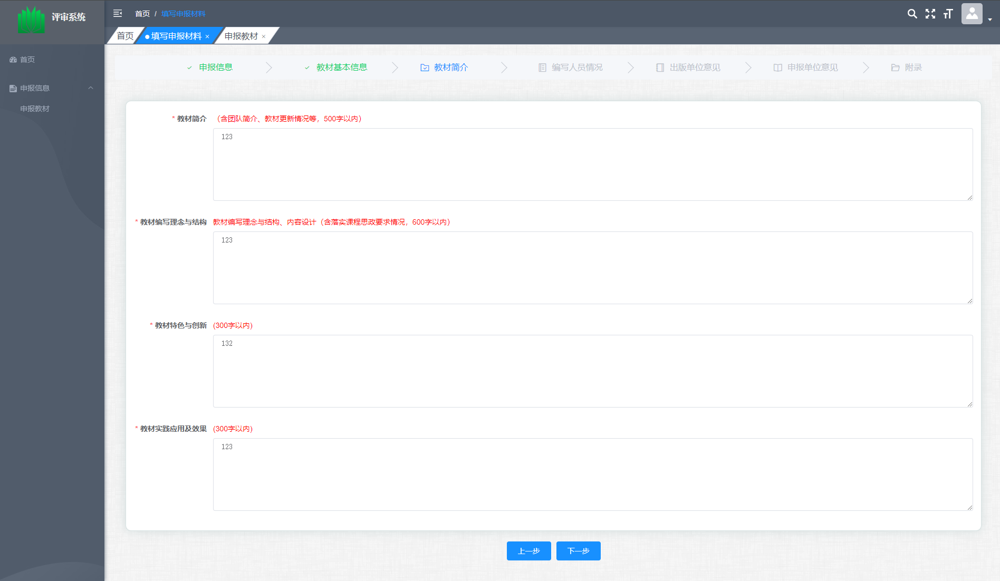 评审系统
首页 / 填写申报材料
首页
填写申报材料 ×
申报教材 ×
首页
申报信息
申报教材
申报信息
教材基本信息
教材简介
编写人员情况
出版单位意见
申报单位意见
附录
* 教材简介 （含团队简介、教材更新情况等，500字以内）
123
* 教材编写理念与结构 教材编写理念与结构、内容设计（含落实课程思政要求情况，600字以内）
123
* 教材特色与创新 (300字以内)
132
* 教材实践应用及效果 (300字以内)
123
上一步
下一步